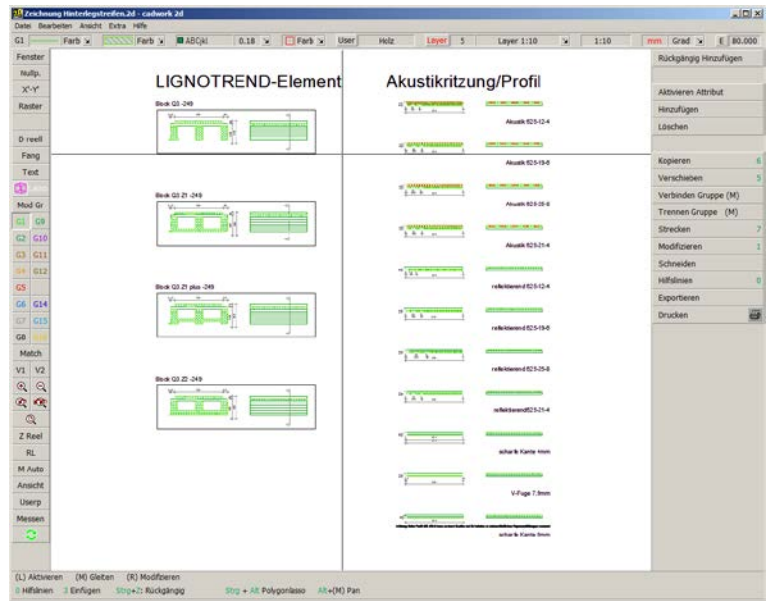 Zeichnung Hinterlegstreifen.2d - cadwork 2d
Datei Bearbeiten Ansicht Extra Hilfe
G1 Farb Farb ABCjkl 0.18 Farb User Holz Layer 5 Layer 1:10 1:10 mm Grad E 80.000
Fenster
Nullp.
X'-Y'
Raster
D reell
Fang
Text
Mod Gr
G1 G9
G2 G10
G3 G11
G4 G12
G5
G6 G14
G7 G15
G8
Match
V1 V2
Z Reel
RL
M Auto
Ansicht
Userp
Messen
LIGNOTREND-Element
Block Q3 -249
Block Q3 Z1 -249
Block Q3 Z1 plus -249
Block Q3 Z2 -249
Akustikritzung/Profil
Akustik 625-12-4
Akustik 625-19-6
Akustik 625-25-8
Akustik 625-21-4
reflektierend 625-12-4
reflektierend 625-19-6
reflektierend 625-25-8
reflektierend625-21-4
scharfe Kante 4mm
V-Fuge 7.9mm
scharfe Kante 8mm
Rückgängig Hinzufügen
Aktivieren Attribut
Hinzufügen
Löschen
Kopieren 6
Verschieben 5
Verbinden Gruppe (M)
Trennen Gruppe (M)
Strecken 7
Modifizieren 1
Schneiden
Hilfslinien 0
Exportieren
Drucken
(L) Aktivieren (M) Gleiten (R) Modifizieren
0 Hilfslinien 3 Einfügen Strg+Z: Rückgängig Strg + Alt Polygonlasso Alt+(M) Pan